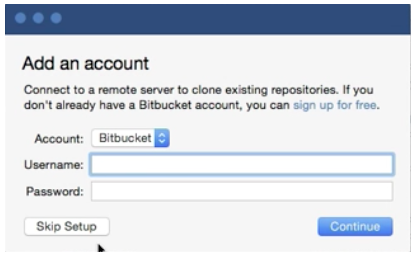 Add an account
Connect to a remote server to clone existing repositories. If you
don't already have a Bitbucket account, you can sign up for free.
Account: Bitbucket
Username:
Password:
Skip Setup Continue